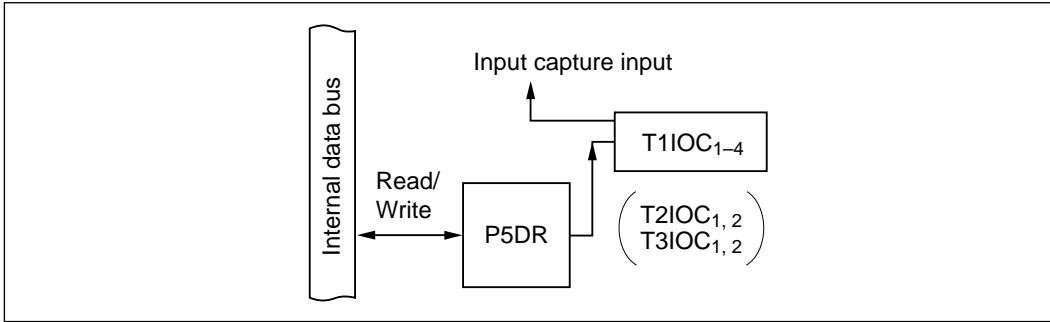 Internal data bus
Input capture input
T1IOC1–4
Read/
Write
P5DR
T2IOC1, 2
T3IOC1, 2